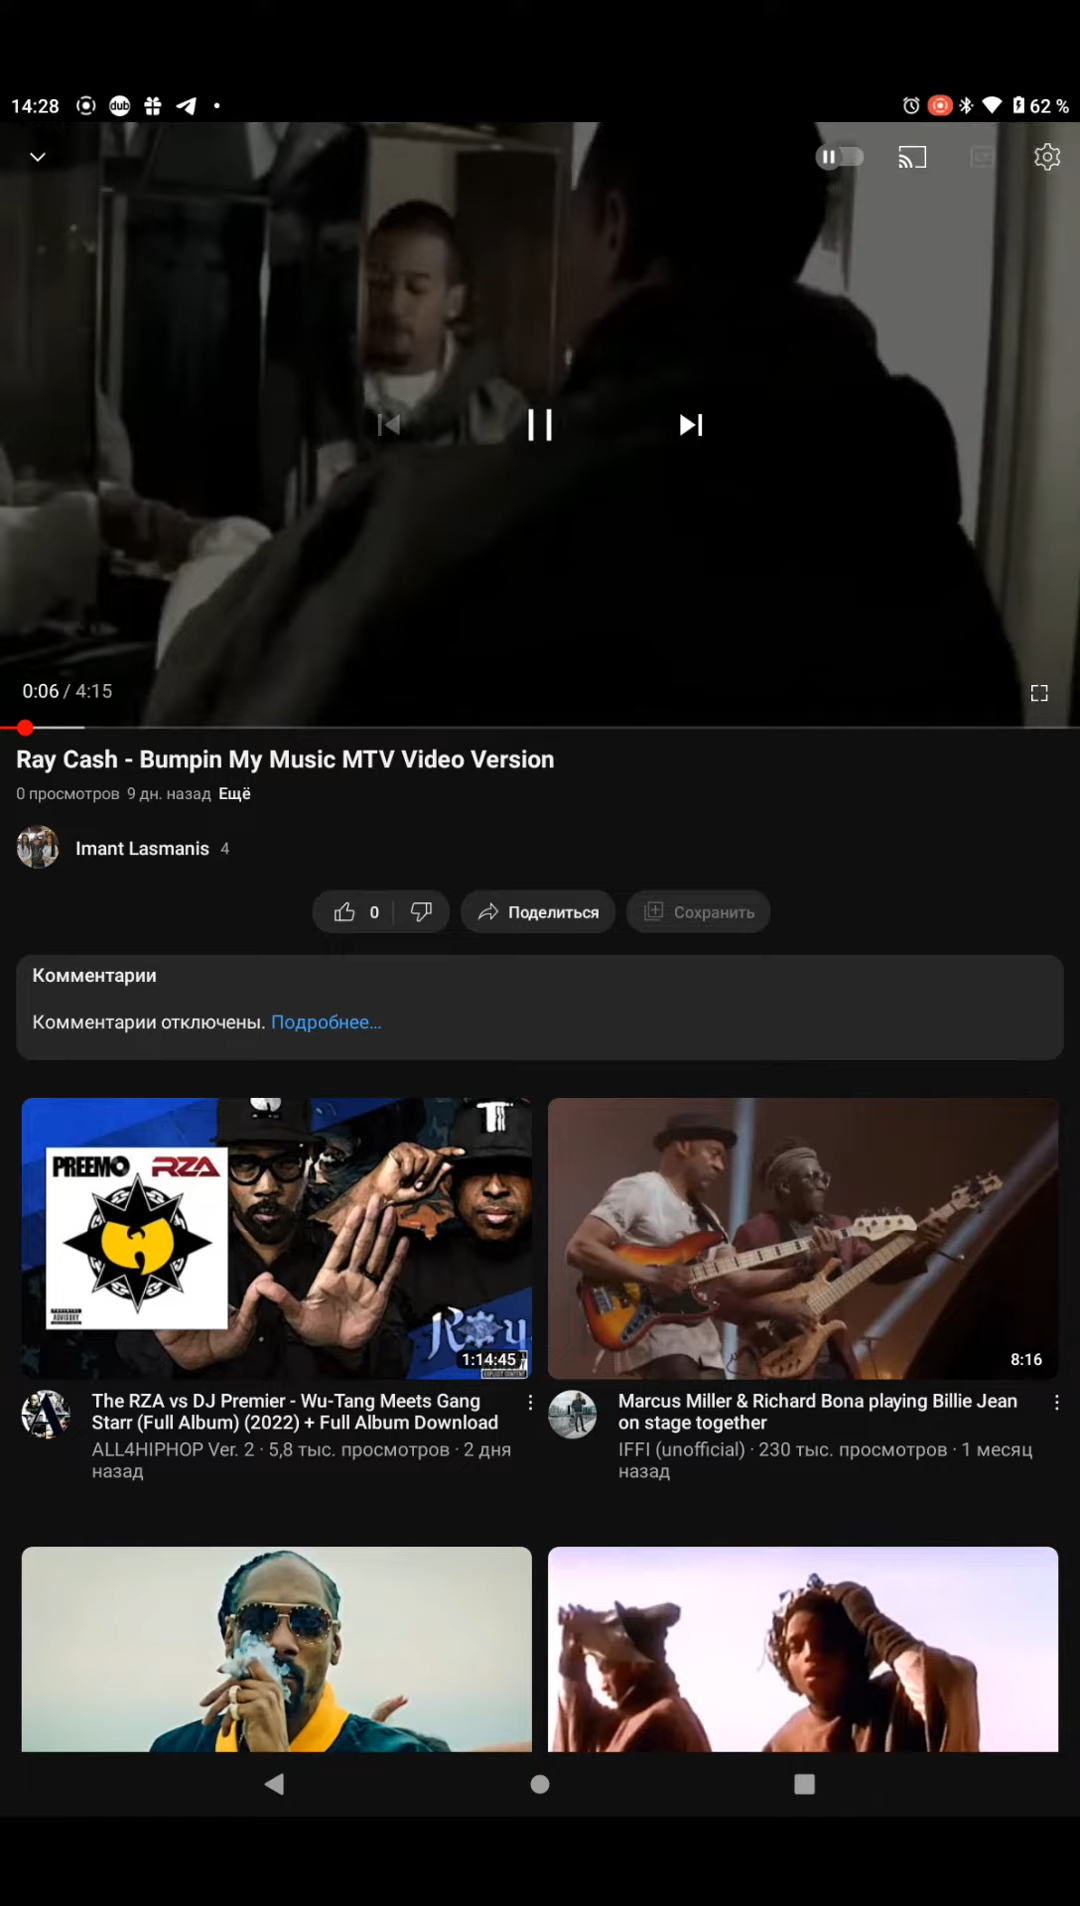 14:28
dub
62 %
0:06 / 4:15
Ray Cash - Bumpin My Music MTV Video Version
0 просмотров 9 дн. назад Ещё
Imant Lasmanis 4
0
Поделиться
Сохранить
Комментарии
Комментарии отключены. Подробнее...
PREEMO RZA
1:14:45
8:16
The RZA vs DJ Premier - Wu-Tang Meets Gang
Starr (Full Album) (2022) + Full Album Download
ALL4HIPHOP Ver. 2 · 5,8 тыс. просмотров · 2 дня
назад
Marcus Miller & Richard Bona playing Billie Jean
on stage together
IFFI (unofficial) · 230 тыс. просмотров · 1 месяц
назад